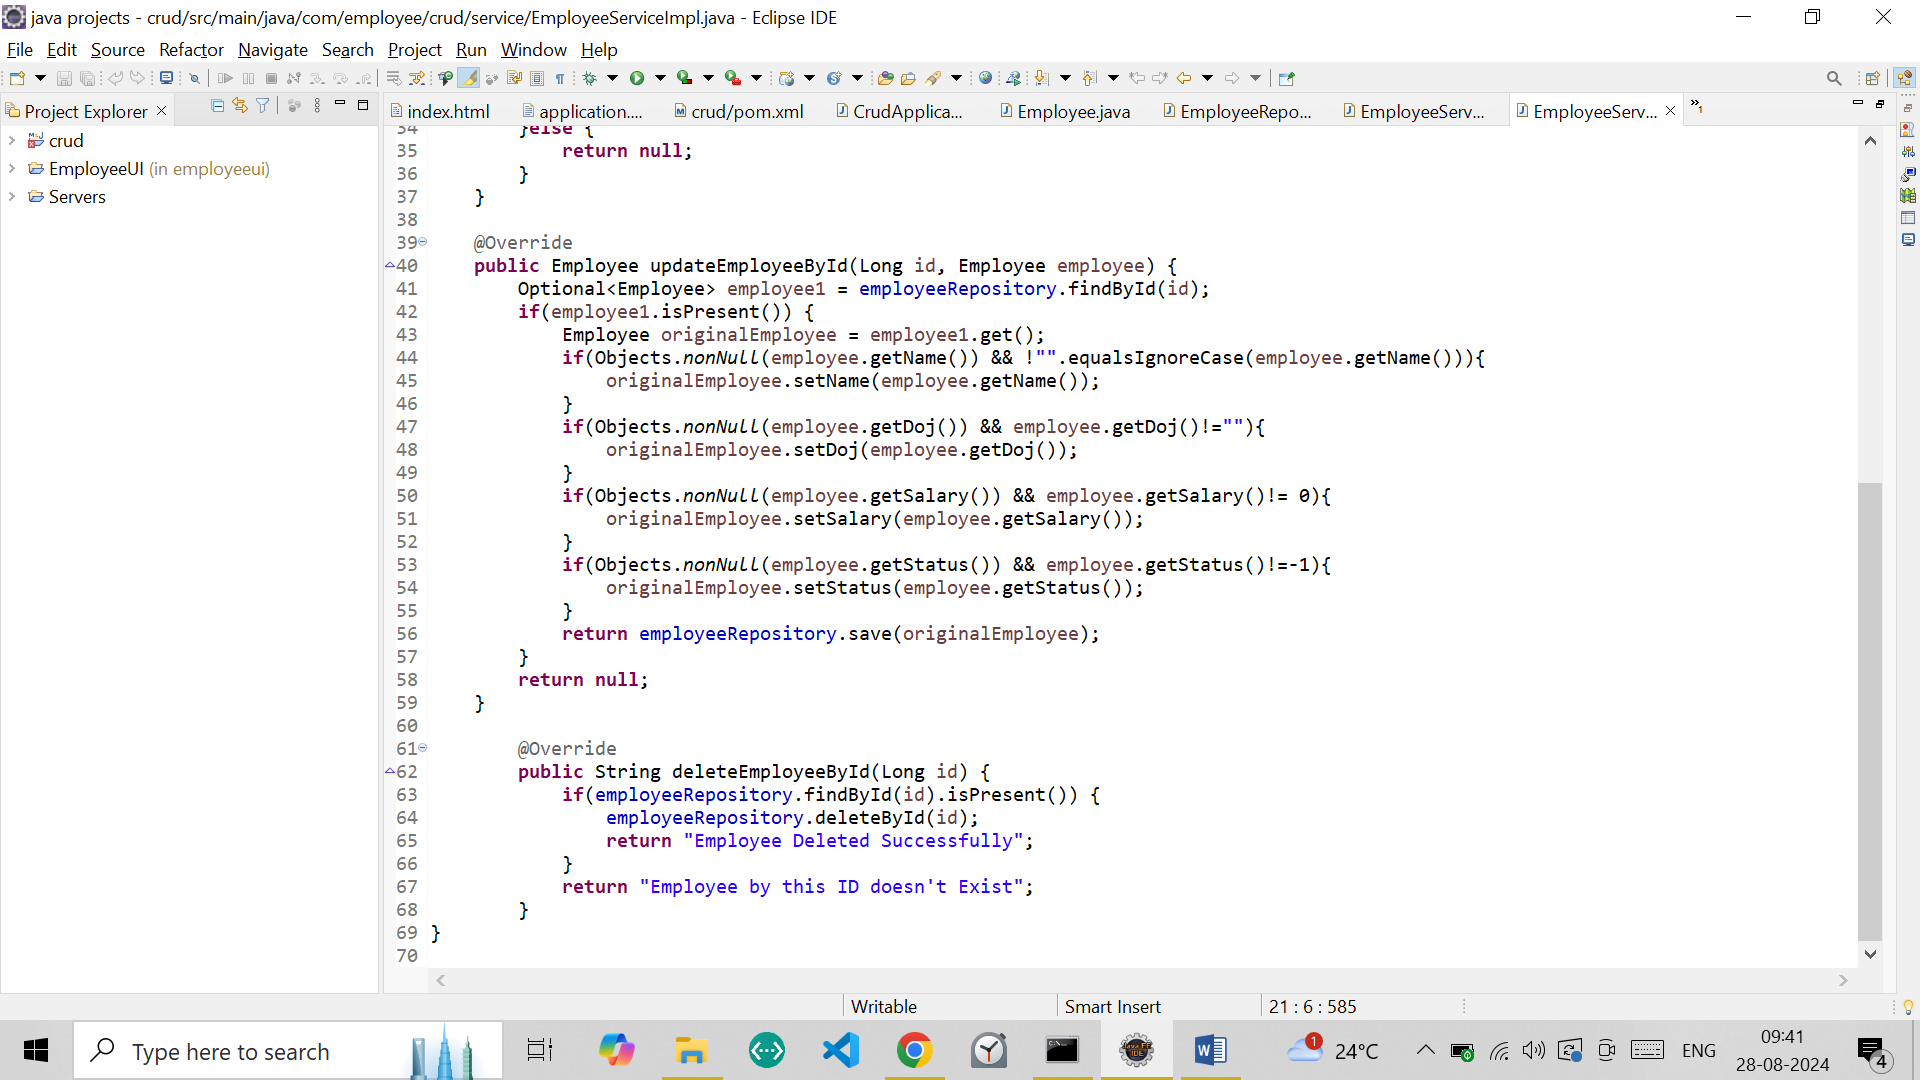 java projects - crud/src/main/java/com/employee/crud/service/EmployeeServiceImpl.java - Eclipse IDE
File Edit Source Refactor Navigate Search Project Run Window Help
Project Explorer
index.html application.... crud/pom.xml CrudApplica... Employee.java EmployeeRepo... EmployeeServ... EmployeeServ... »1
crud
EmployeeUI (in employeeui)
Servers
34 }else {
35 return null;
36 }
37 }
38
39 @Override
40 public Employee updateEmployeeById(Long id, Employee employee) {
41 Optional<Employee> employee1 = employeeRepository.findById(id);
42 if(employee1.isPresent()) {
43 Employee originalEmployee = employee1.get();
44 if(Objects.nonNull(employee.getName()) && !"".equalsIgnoreCase(employee.getName())){
45 originalEmployee.setName(employee.getName());
46 }
47 if(Objects.nonNull(employee.getDoj()) && employee.getDoj()!=""){
48 originalEmployee.setDoj(employee.getDoj());
49 }
50 if(Objects.nonNull(employee.getSalary()) && employee.getSalary()!= 0){
51 originalEmployee.setSalary(employee.getSalary());
52 }
53 if(Objects.nonNull(employee.getStatus()) && employee.getStatus()!=-1){
54 originalEmployee.setStatus(employee.getStatus());
55 }
56 return employeeRepository.save(originalEmployee);
57 }
58 return null;
59 }
60
61 @Override
62 public String deleteEmployeeById(Long id) {
63 if(employeeRepository.findById(id).isPresent()) {
64 employeeRepository.deleteById(id);
65 return "Employee Deleted Successfully";
66 }
67 return "Employee by this ID doesn't Exist";
68 }
69 }
70
Writable Smart Insert 21 : 6 : 585
Type here to search
1 24°C ENG 09:41 28-08-2024 4